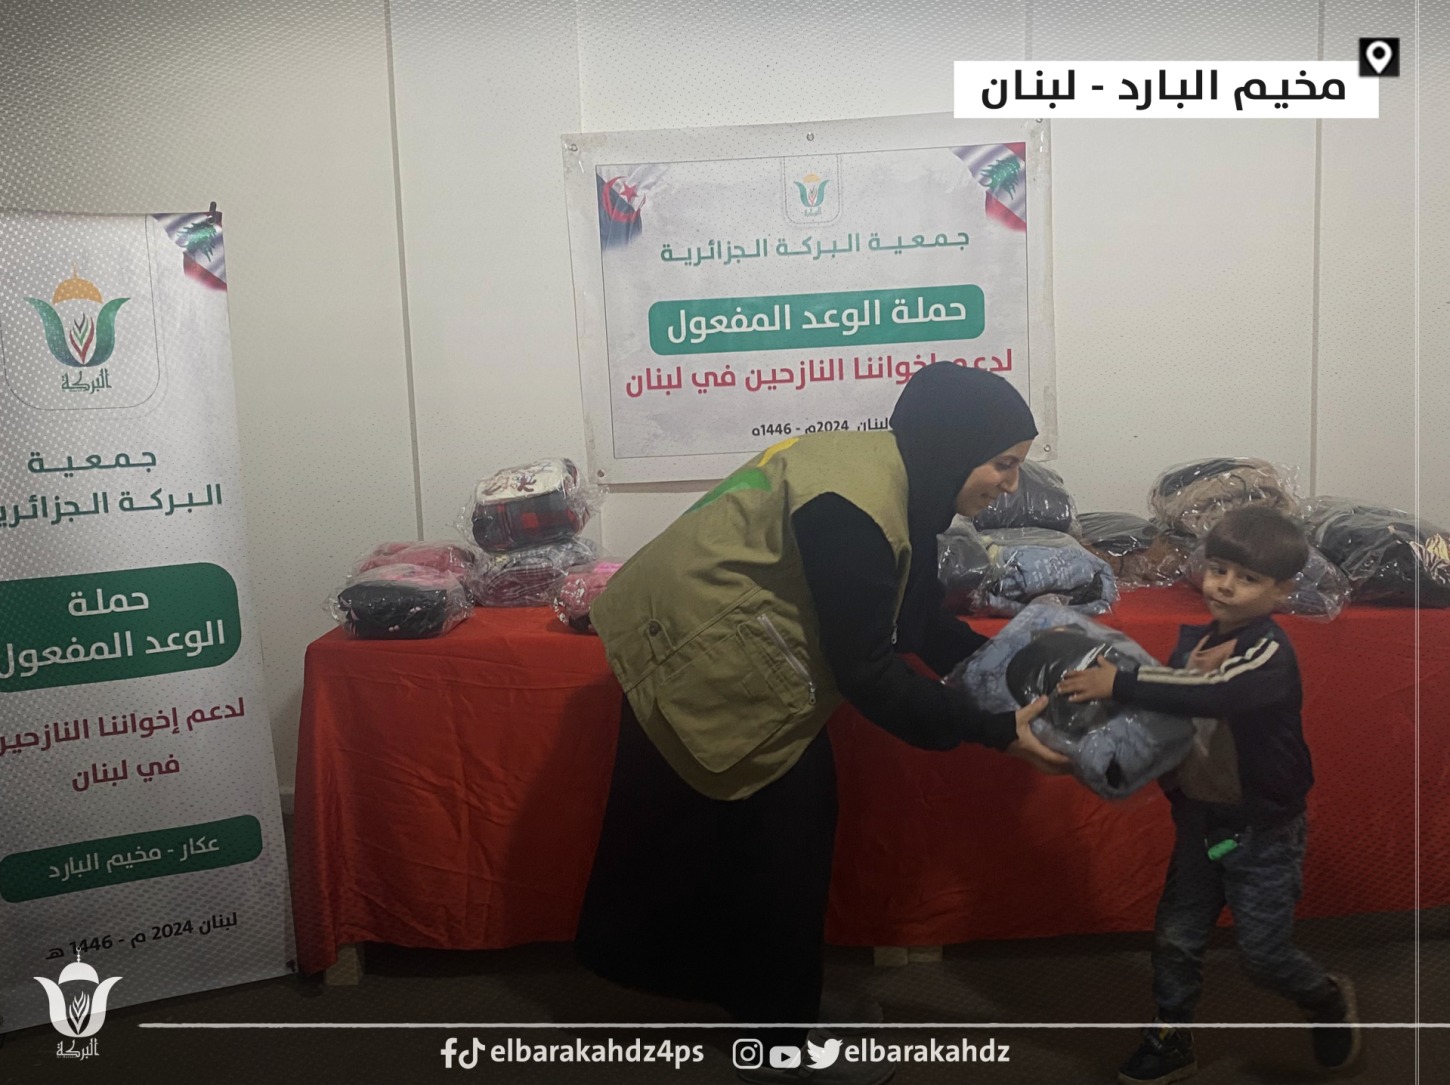 مخيم البارد - لبنان
البركة
جمعية البركة الجزائرية
حملة الوعد المفعول
لدعم إخواننا النازحين في لبنان
لبنان 2024م - 1446ه
البركة
جمعية
البركة الجزائرية
حملة
الوعد المفعول
لدعم إخواننا النازحين
في لبنان
عكار - مخيم البارد
لبنان 2024 م - 1446 هـ
البركة
elbarakahdz4ps
elbarakahdz